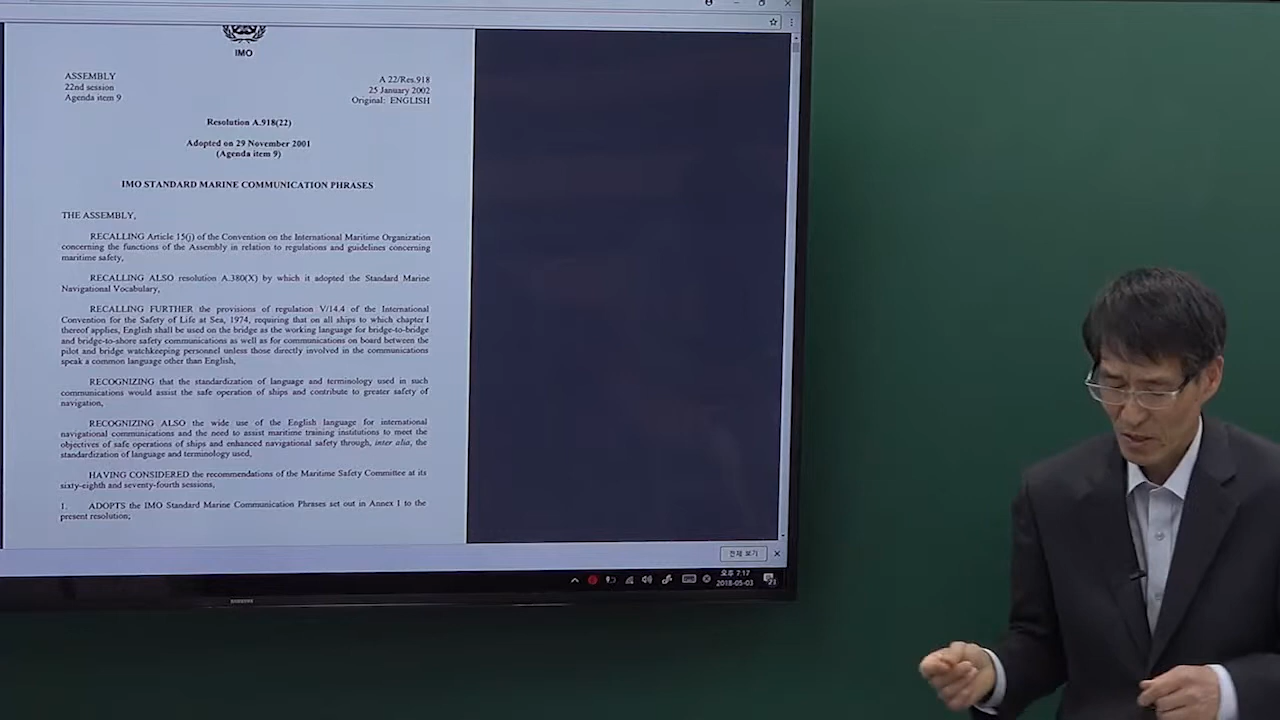 IMO
ASSEMBLY
22nd session
Agenda item 9
A 22/Res.918
25 January 2002
Original: ENGLISH
Resolution A.918(22)
Adopted on 29 November 2001
(Agenda item 9)
IMO STANDARD MARINE COMMUNICATION PHRASES
THE ASSEMBLY,
RECALLING Article 15(j) of the Convention on the International Maritime Organization
concerning the functions of the Assembly in relation to regulations and guidelines concerning
maritime safety,
RECALLING ALSO resolution A.380(X) by which it adopted the Standard Marine
Navigational Vocabulary,
RECALLING FURTHER the provisions of regulation V/14.4 of the International
Convention for the Safety of Life at Sea, 1974, requiring that on all ships to which chapter I
thereof applies, English shall be used on the bridge as the working language for bridge-to-bridge
and bridge-to-shore safety communications as well as for communications on board between the
pilot and bridge watchkeeping personnel unless those directly involved in the communications
speak a common language other than English,
RECOGNIZING that the standardization of language and terminology used in such
communications would assist the safe operation of ships and contribute to greater safety of
navigation,
RECOGNIZING ALSO the wide use of the English language for international
navigational communications and the need to assist maritime training institutions to meet the
objectives of safe operations of ships and enhanced navigational safety through, inter alia, the
standardization of language and terminology used,
HAVING CONSIDERED the recommendations of the Maritime Safety Committee at its
sixty-eighth and seventy-fourth sessions,
1. ADOPTS the IMO Standard Marine Communication Phrases set out in Annex 1 to the
present resolution;
전체 보기
오후 7:17
2018-05-03
SAMSUNG